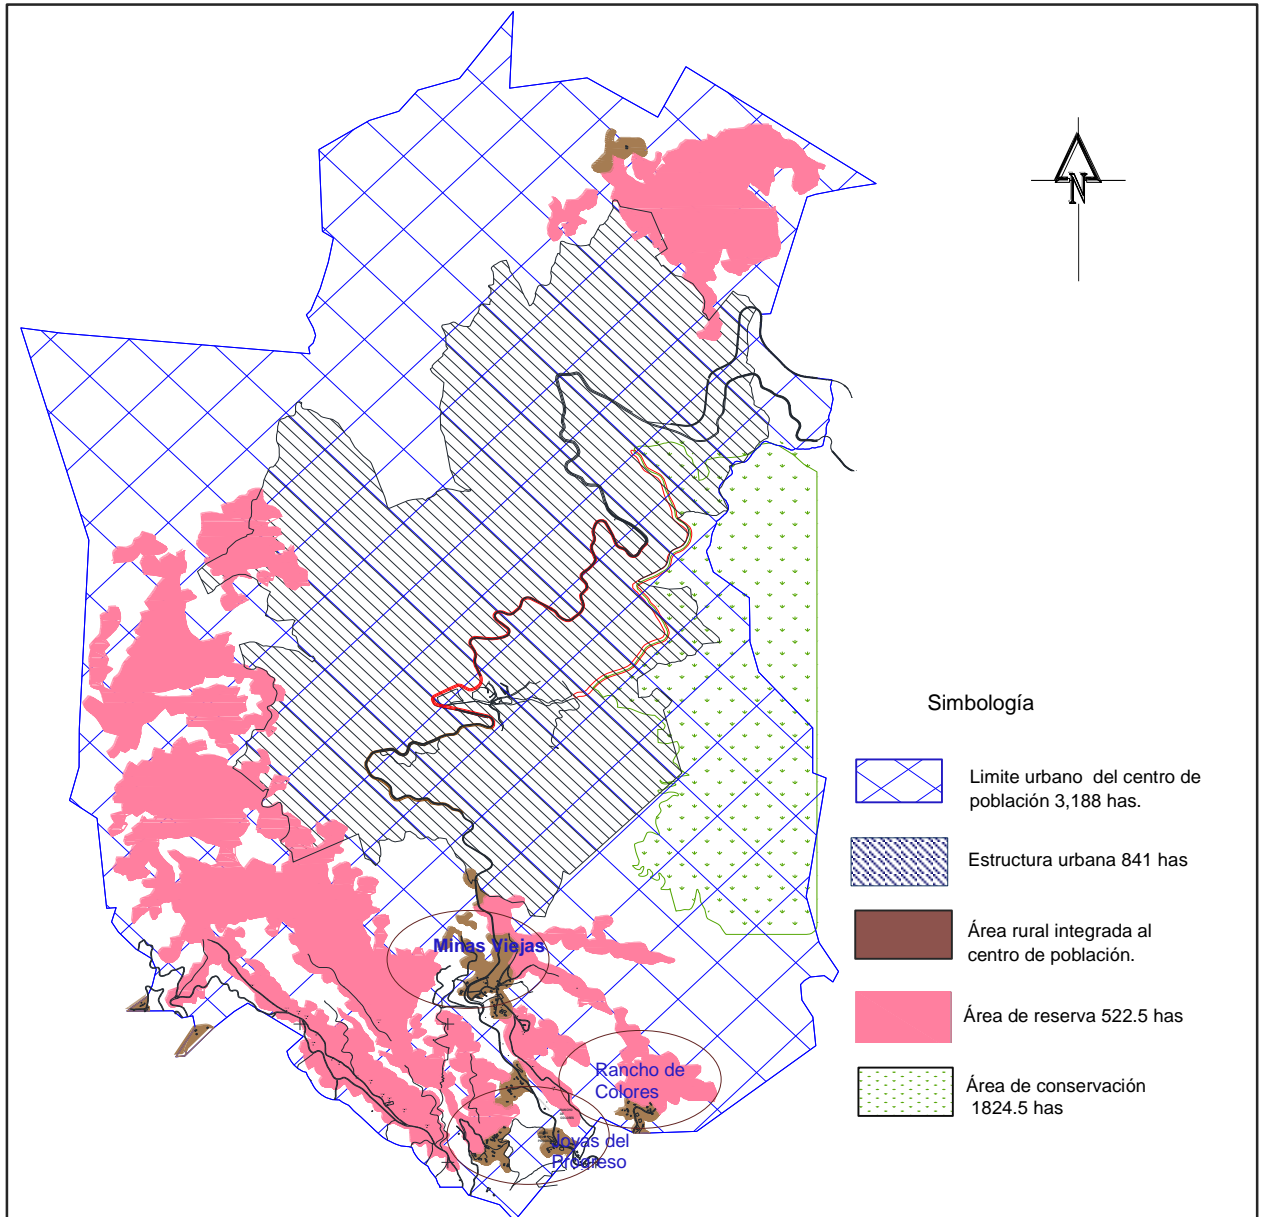 N
Simbología
Limite urbano del centro de
población 3,188 has.
Estructura urbana 841 has
Área rural integrada al
centro de población.
Área de reserva 522.5 has
Área de conservación
1824.5 has
Minas Viejas
Rancho de
Colores
Joyas del
Progreso